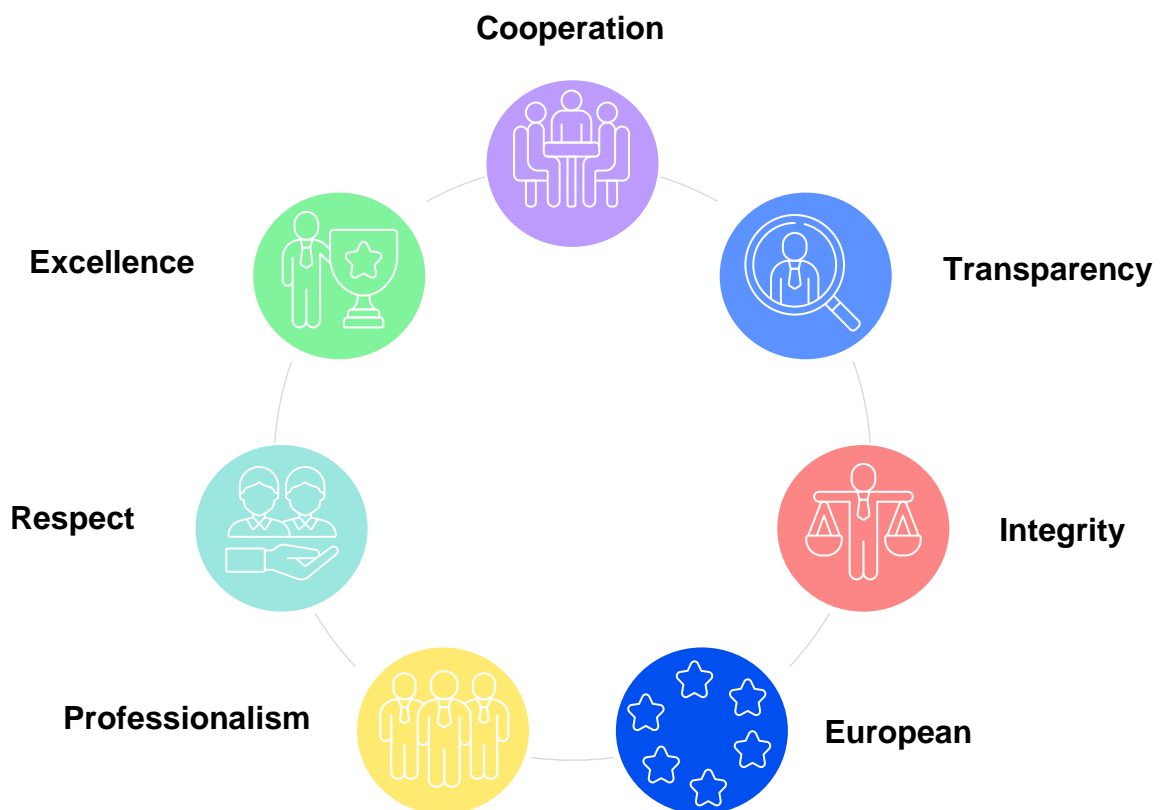 Cooperation
Transparency
Integrity
European
Professionalism
Respect
Excellence